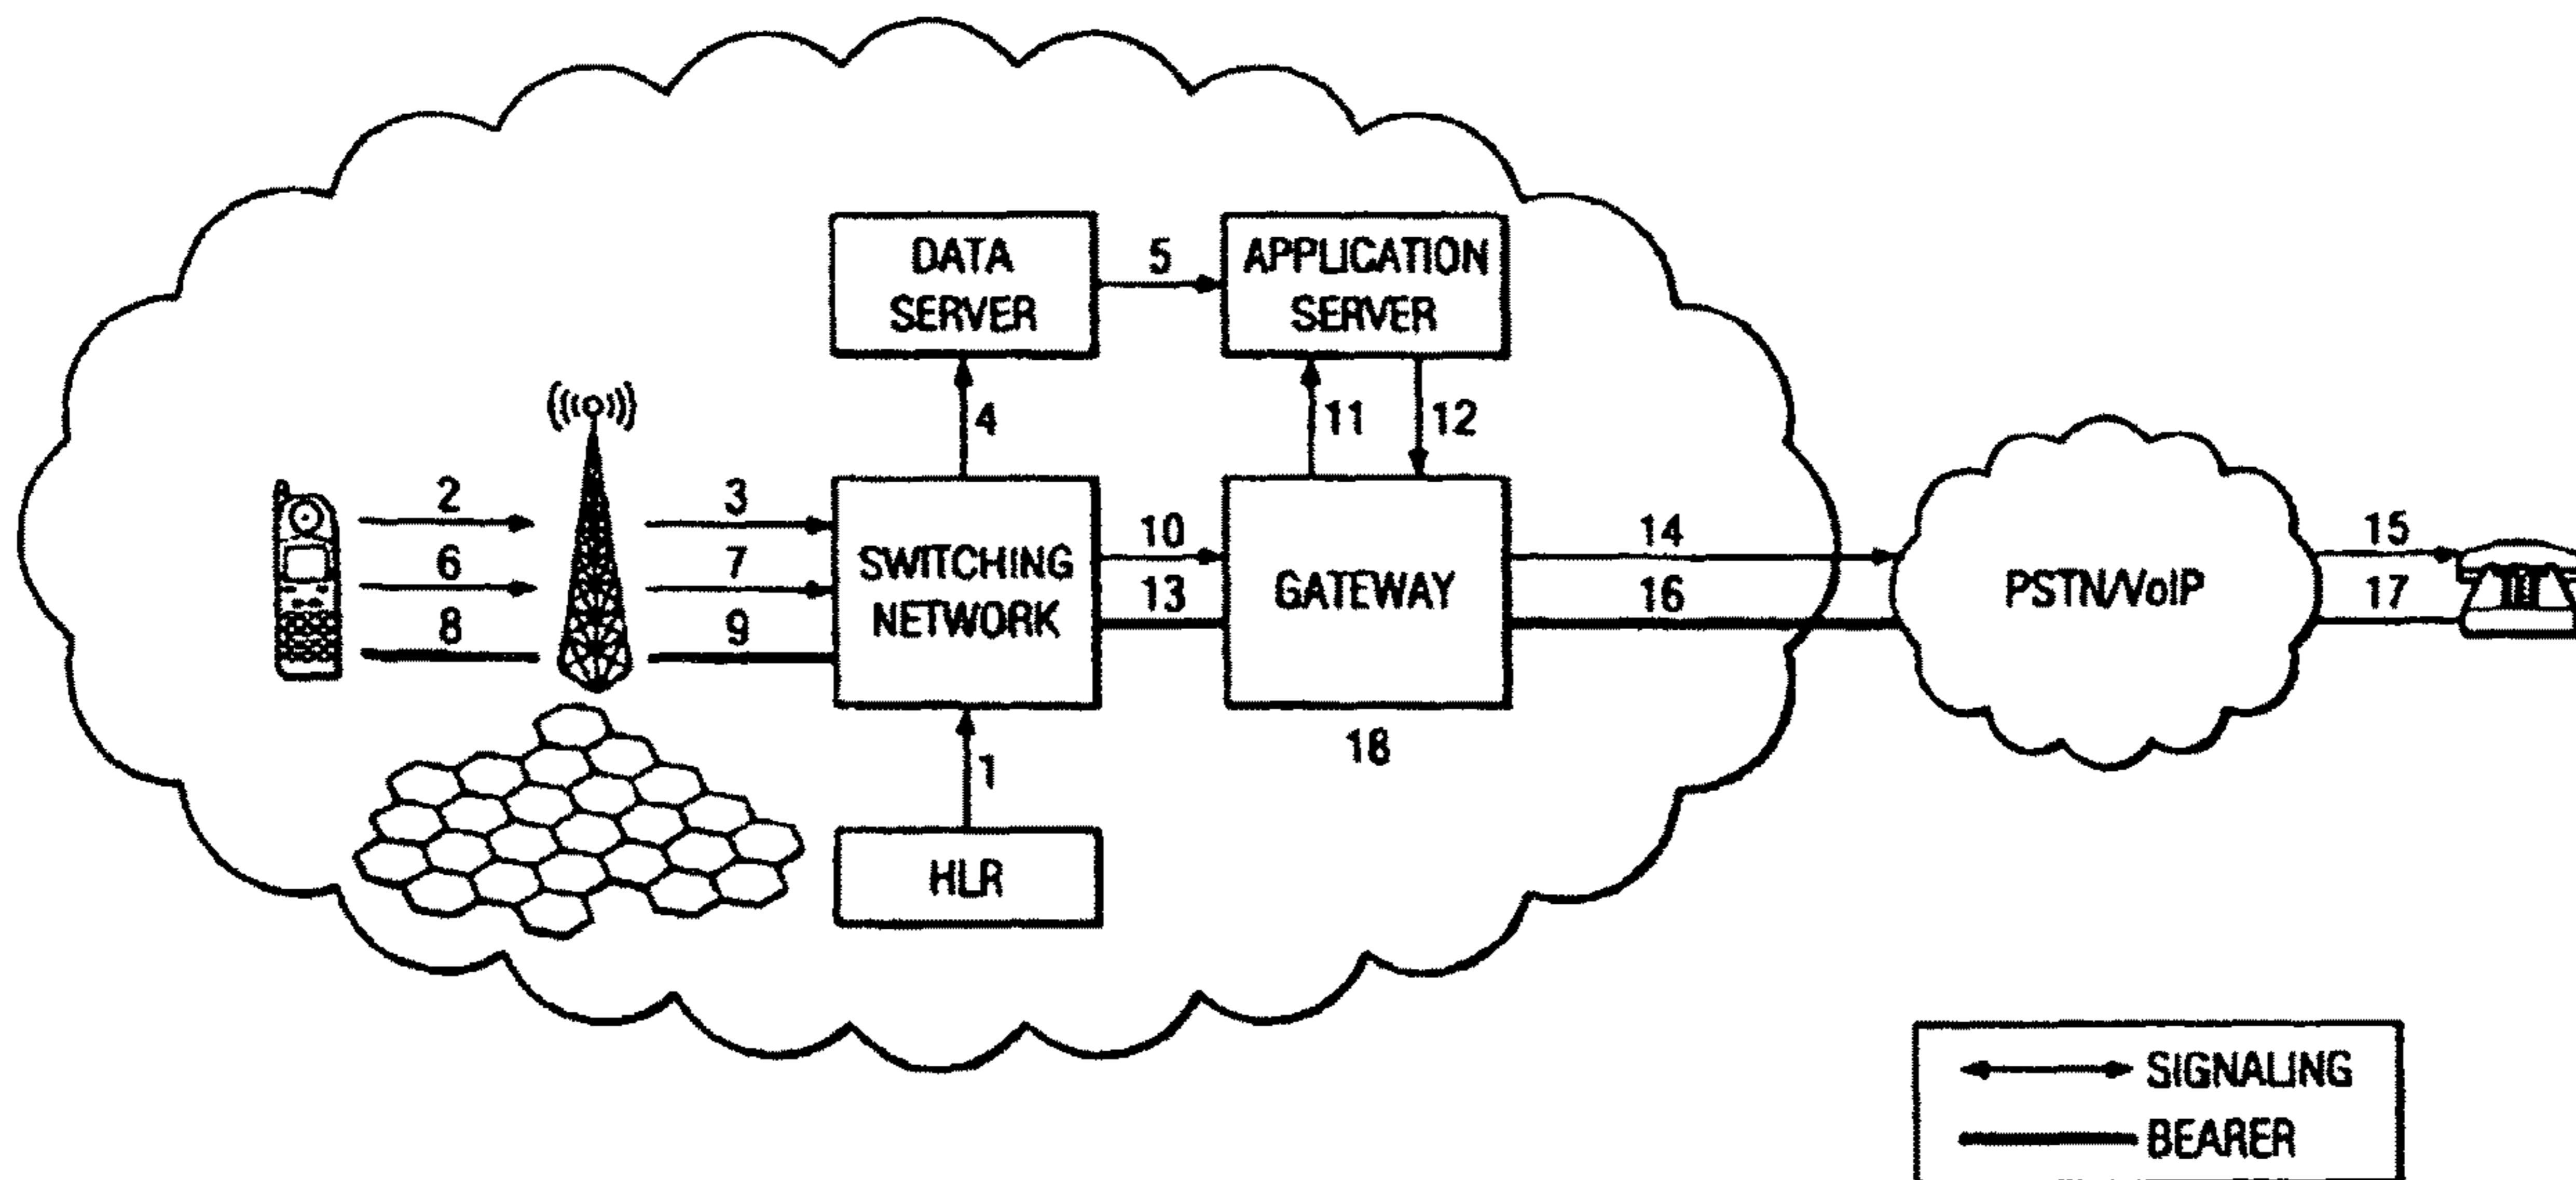 DATA
SERVER
5
APPLICATION
SERVER
4
11
12
2
3
6
7
8
9
SWITCHING
NETWORK
10
13
GATEWAY
14
16
PSTN/VoIP
15
17
18
1
HLR
SIGNALING
BEARER